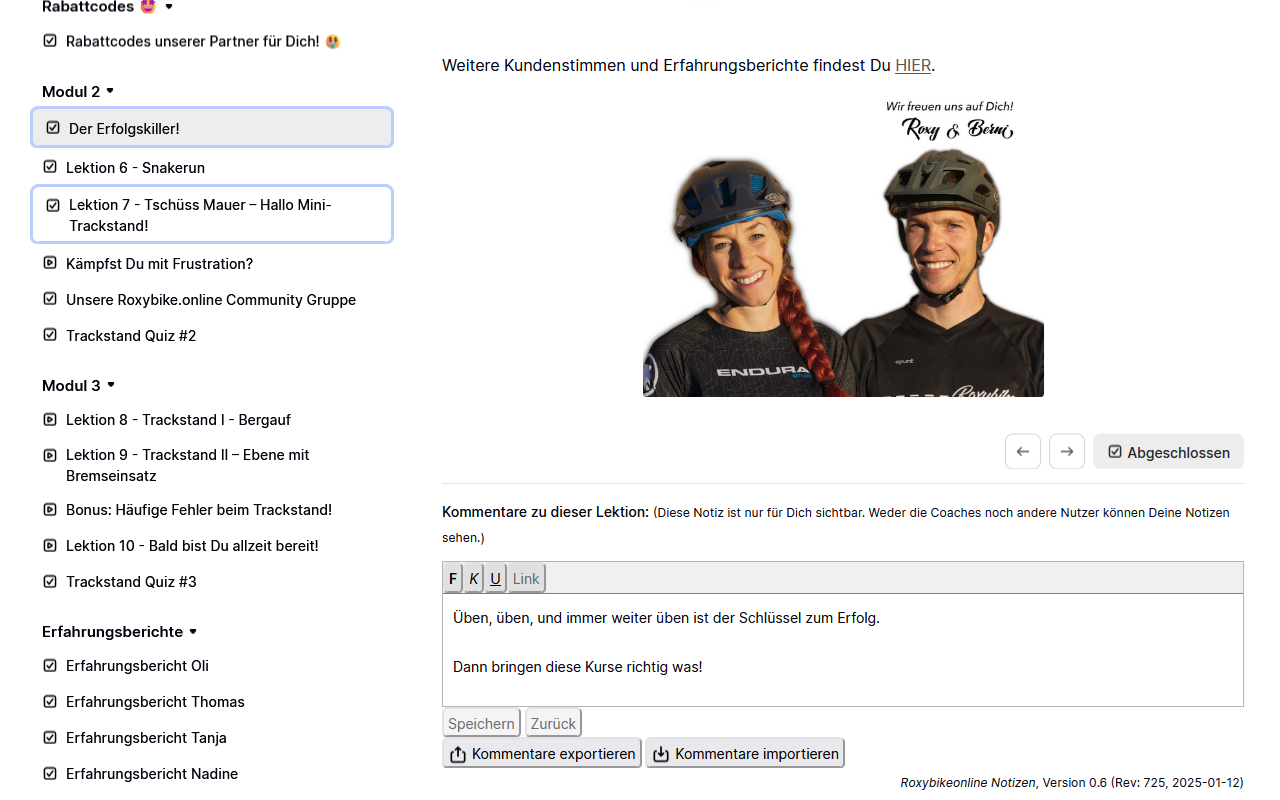 Rabattcodes 🤩 ▾
Rabattcodes unserer Partner für Dich! 🤑
Modul 2 ▾
Der Erfolgskiller!
Lektion 6 - Snakerun
Lektion 7 - Tschüss Mauer – Hallo Mini-
Trackstand!
Kämpfst Du mit Frustration?
Unsere Roxybike.online Community Gruppe
Trackstand Quiz #2
Modul 3 ▾
Lektion 8 - Trackstand I - Bergauf
Lektion 9 - Trackstand II – Ebene mit
Bremseinsatz
Bonus: Häufige Fehler beim Trackstand!
Lektion 10 - Bald bist Du allzeit bereit!
Trackstand Quiz #3
Erfahrungsberichte ▾
Erfahrungsbericht Oli
Erfahrungsbericht Thomas
Erfahrungsbericht Tanja
Erfahrungsbericht Nadine
Weitere Kundenstimmen und Erfahrungsberichte findest Du HIER.
Wir freuen uns auf Dich!
Roxy & Berni
ENDURA
opunt
Roxybike
← → Abgeschlossen
Kommentare zu dieser Lektion: (Diese Notiz ist nur für Dich sichtbar. Weder die Coaches noch andere Nutzer können Deine Notizen
sehen.)
F K U Link
Üben, üben, und immer weiter üben ist der Schlüssel zum Erfolg.
Dann bringen diese Kurse richtig was!
Speichern Zurück
Kommentare exportieren Kommentare importieren
Roxybikeonline Notizen, Version 0.6 (Rev: 725, 2025-01-12)